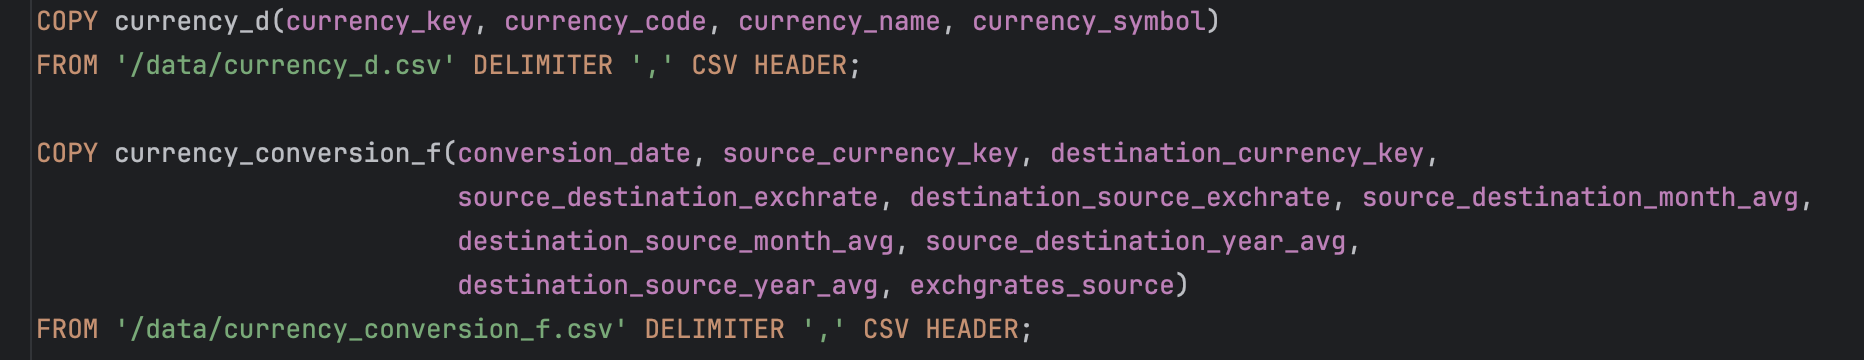 COPY currency_d(currency_key, currency_code, currency_name, currency_symbol)
FROM '/data/currency_d.csv' DELIMITER ',' CSV HEADER;
COPY currency_conversion_f(conversion_date, source_currency_key, destination_currency_key,
source_destination_exchrate, destination_source_exchrate, source_destination_month_avg,
destination_source_month_avg, source_destination_year_avg,
destination_source_year_avg, exchgrates_source)
FROM '/data/currency_conversion_f.csv' DELIMITER ',' CSV HEADER;